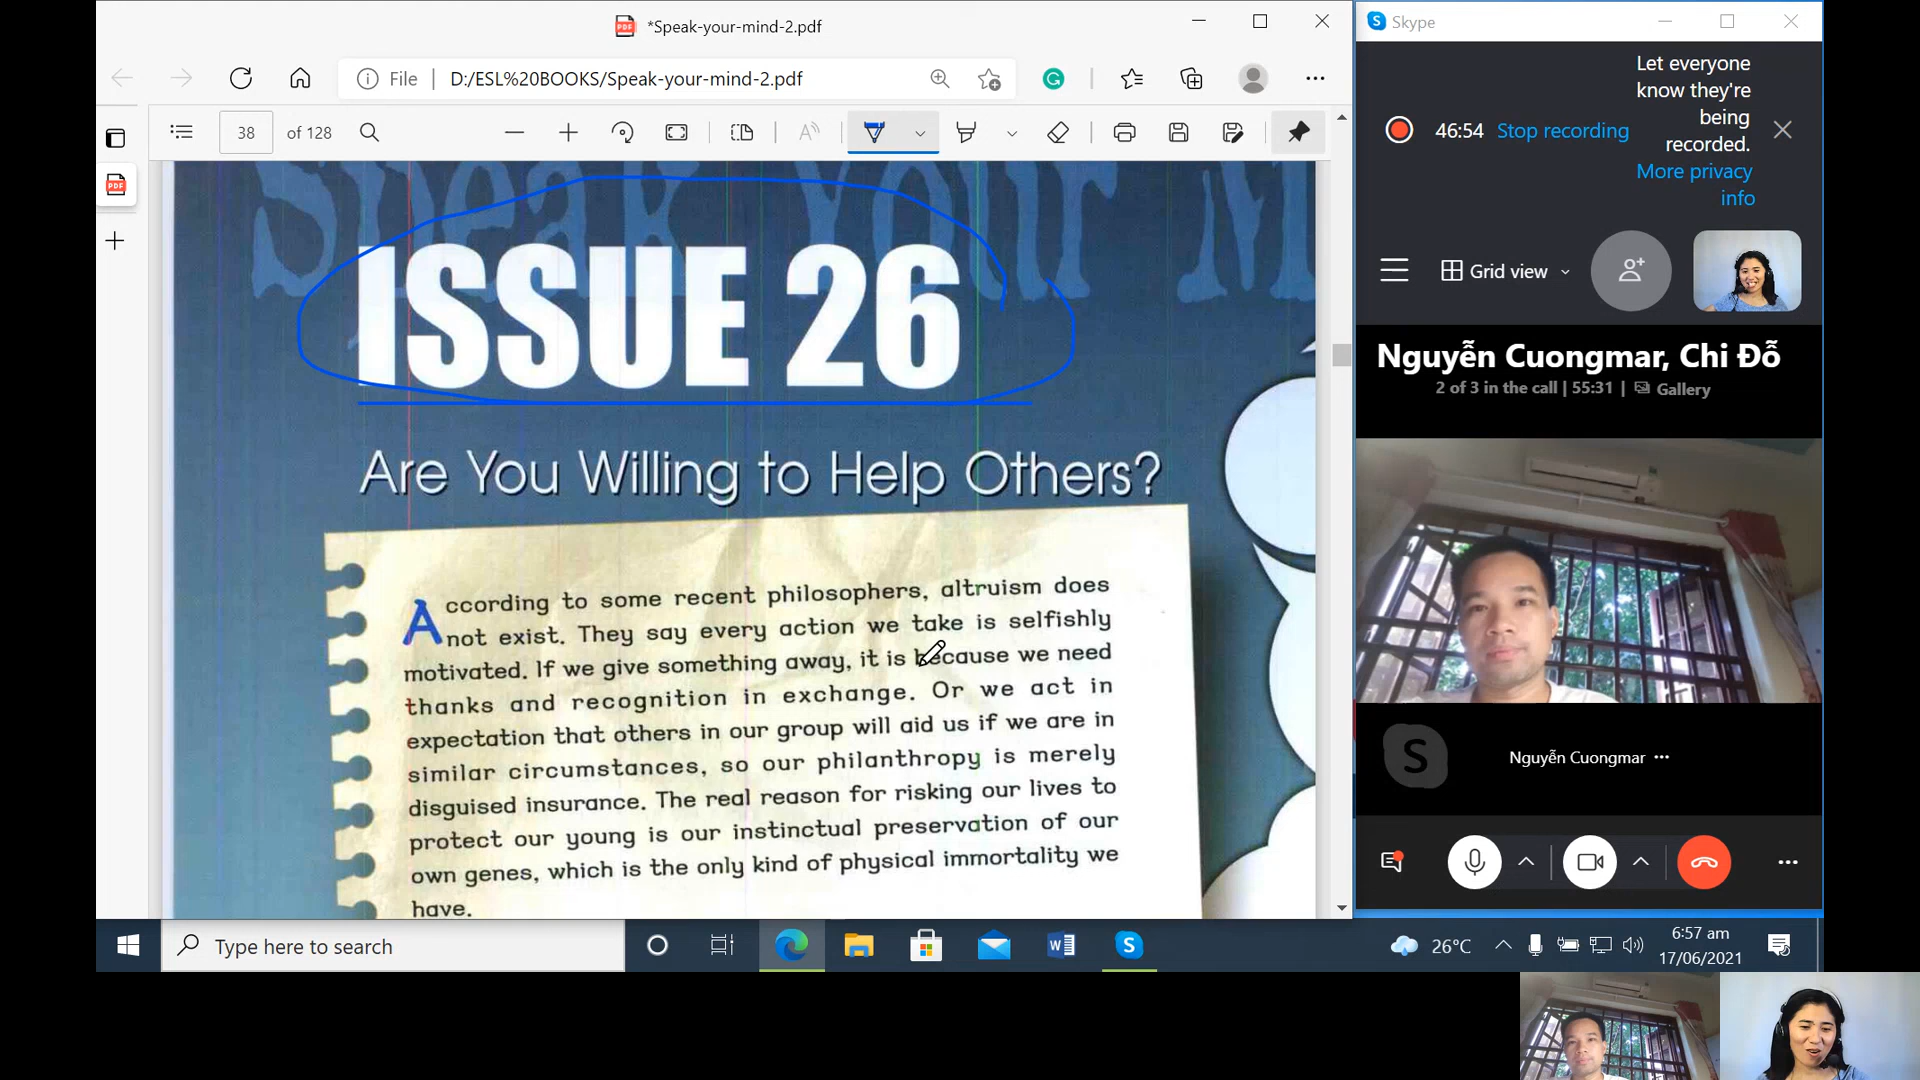 *Speak-your-mind-2.pdf
File
D:/ESL%20BOOKS/Speak-your-mind-2.pdf
38 of 128
Speak Your M
ISSUE 26
Are You Willing to Help Others?
According to some recent philosophers, altruism does
not exist. They say every action we take is selfishly
motivated. If we give something away, it is because we need
thanks and recognition in exchange. Or we act in
expectation that others in our group will aid us if we are in
similar circumstances, so our philanthropy is merely
disguised insurance. The real reason for risking our lives to
protect our young is our instinctual preservation of our
own genes, which is the only kind of physical immortality we
have.
Skype
46:54 Stop recording
Let everyone
know they're
being
recorded.
More privacy
info
Grid view
Nguyễn Cuongmar, Chi Đỗ
2 of 3 in the call | 55:31 | Gallery
S
Nguyễn Cuongmar
Type here to search
26°C
6:57 am
17/06/2021